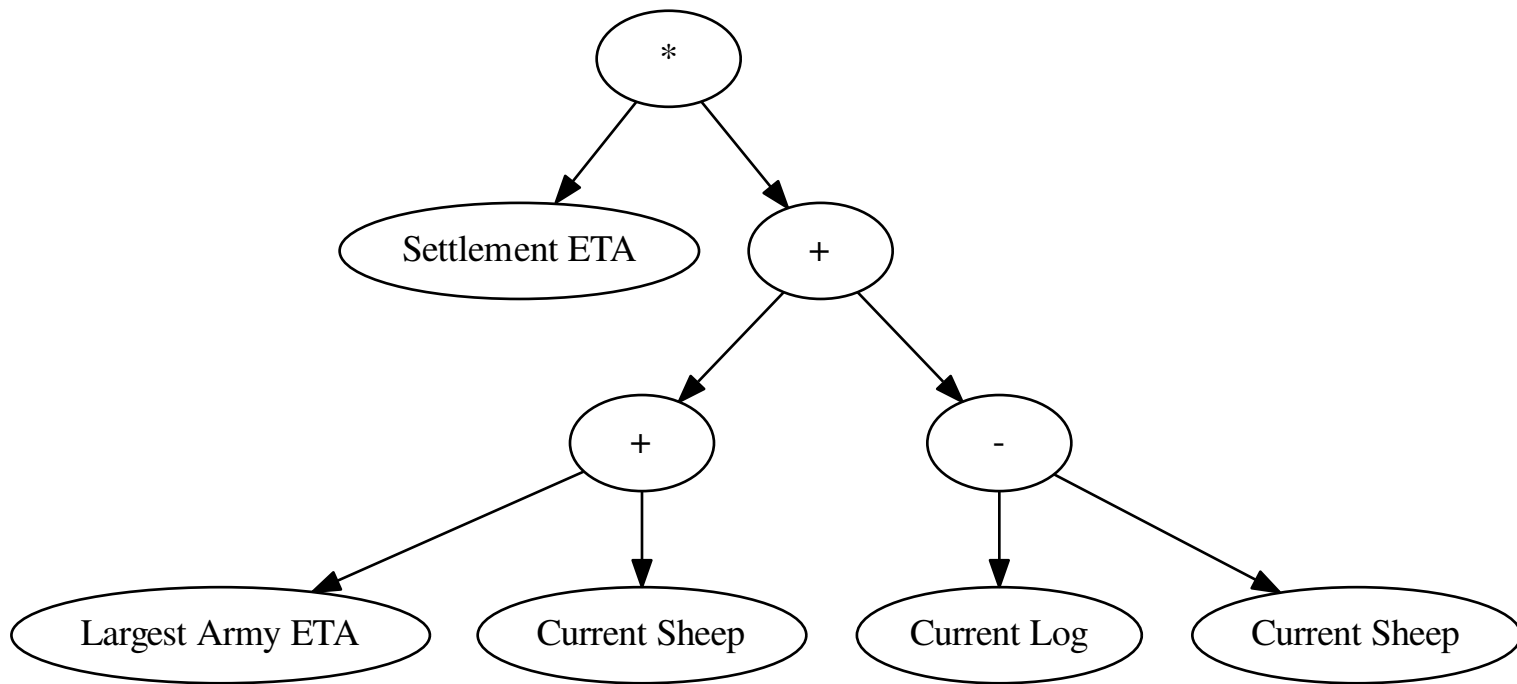 *
Settlement ETA
+
+
-
Largest Army ETA
Current Sheep
Current Log
Current Sheep